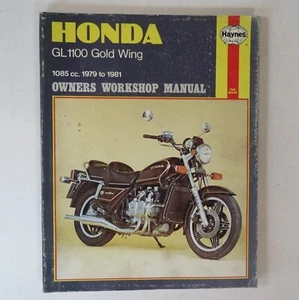 HONDA
GL1100 Gold Wing
Haynes
1085 cc. 1979 to 1981
OWNERS WORKSHOP MANUAL